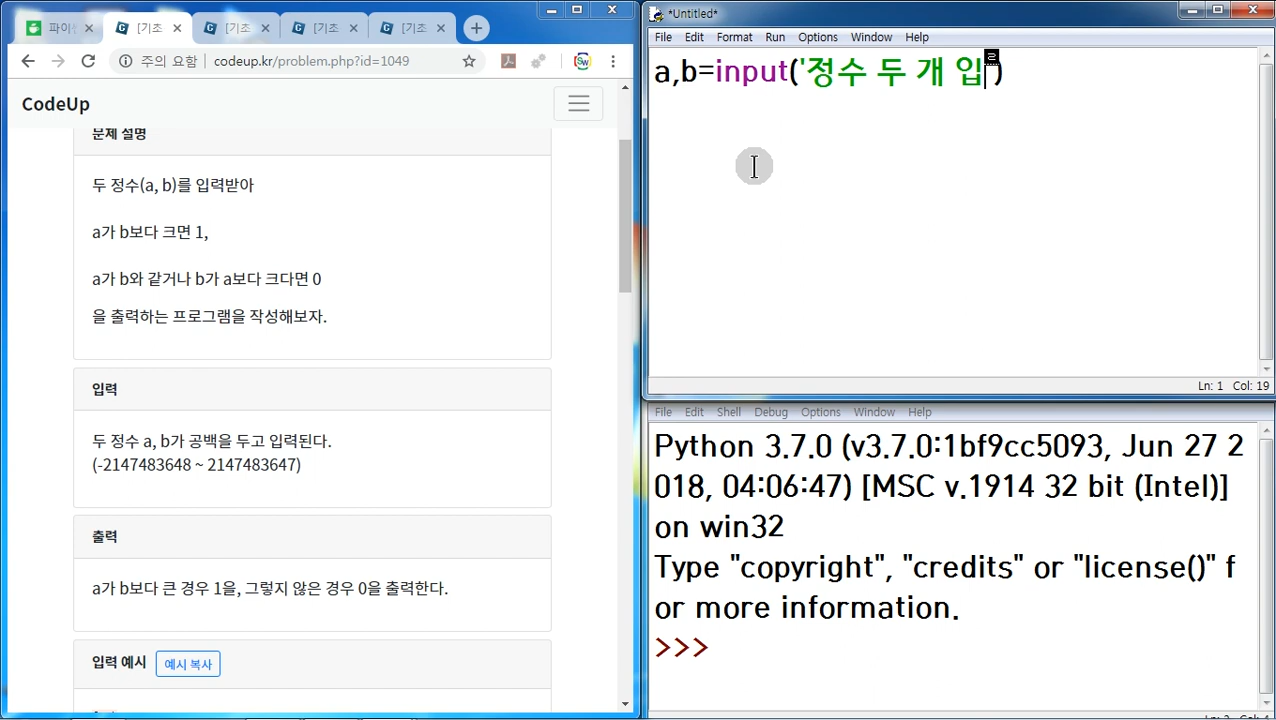 파이썬
[기초
[기초
[기초
[기초
주의 요함
codeup.kr/problem.php?id=1049
CodeUp
문제 설명
두 정수(a, b)를 입력받아
a가 b보다 크면 1,
a가 b와 같거나 b가 a보다 크다면 0
을 출력하는 프로그램을 작성해보자.
입력
두 정수 a, b가 공백을 두고 입력된다.
(-2147483648 ~ 2147483647)
출력
a가 b보다 큰 경우 1을, 그렇지 않은 경우 0을 출력한다.
입력 예시 예시 복사
*Untitled*
File Edit Format Run Options Window Help
a,b=input('정수 두 개 입ㄹ')
Ln: 1 Col: 19
File Edit Shell Debug Options Window Help
Python 3.7.0 (v3.7.0:1bf9cc5093, Jun 27 2
018, 04:06:47) [MSC v.1914 32 bit (Intel)]
on win32
Type "copyright", "credits" or "license()" f
or more information.
>>>